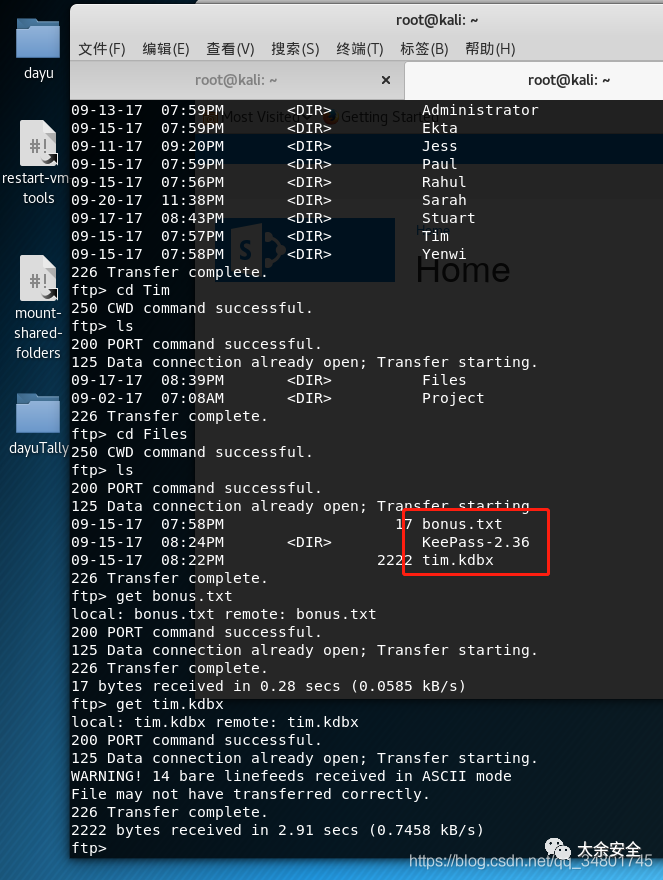 root@kali: ~
文件(F) 编辑(E) 查看(V) 搜索(S) 终端(T) 标签(B) 帮助(H)
root@kali: ~ × root@kali: ~
dayu
restart-vm
tools
mount-
shared-
folders
dayuTally
Most Visited
Getting Started
S
Home
Home
09-13-17 07:59PM <DIR> Administrator
09-15-17 07:59PM <DIR> Ekta
09-11-17 09:20PM <DIR> Jess
09-15-17 07:59PM <DIR> Paul
09-15-17 07:56PM <DIR> Rahul
09-20-17 11:38PM <DIR> Sarah
09-17-17 08:43PM <DIR> Stuart
09-15-17 07:57PM <DIR> Tim
09-15-17 07:58PM <DIR> Yenwi
226 Transfer complete.
ftp> cd Tim
250 CWD command successful.
ftp> ls
200 PORT command successful.
125 Data connection already open; Transfer starting.
09-17-17 08:39PM <DIR> Files
09-02-17 07:08AM <DIR> Project
226 Transfer complete.
ftp> cd Files
250 CWD command successful.
ftp> ls
200 PORT command successful.
125 Data connection already open; Transfer starting.
09-15-17 07:58PM 17 bonus.txt
09-15-17 08:24PM <DIR> KeePass-2.36
09-15-17 08:22PM 2222 tim.kdbx
226 Transfer complete.
ftp> get bonus.txt
local: bonus.txt remote: bonus.txt
200 PORT command successful.
125 Data connection already open; Transfer starting.
226 Transfer complete.
17 bytes received in 0.28 secs (0.0585 kB/s)
ftp> get tim.kdbx
local: tim.kdbx remote: tim.kdbx
200 PORT command successful.
125 Data connection already open; Transfer starting.
WARNING! 14 bare linefeeds received in ASCII mode
File may not have transferred correctly.
226 Transfer complete.
2222 bytes received in 2.91 secs (0.7458 kB/s)
ftp>
太余安全
https://blog.csdn.net/qq_34801745